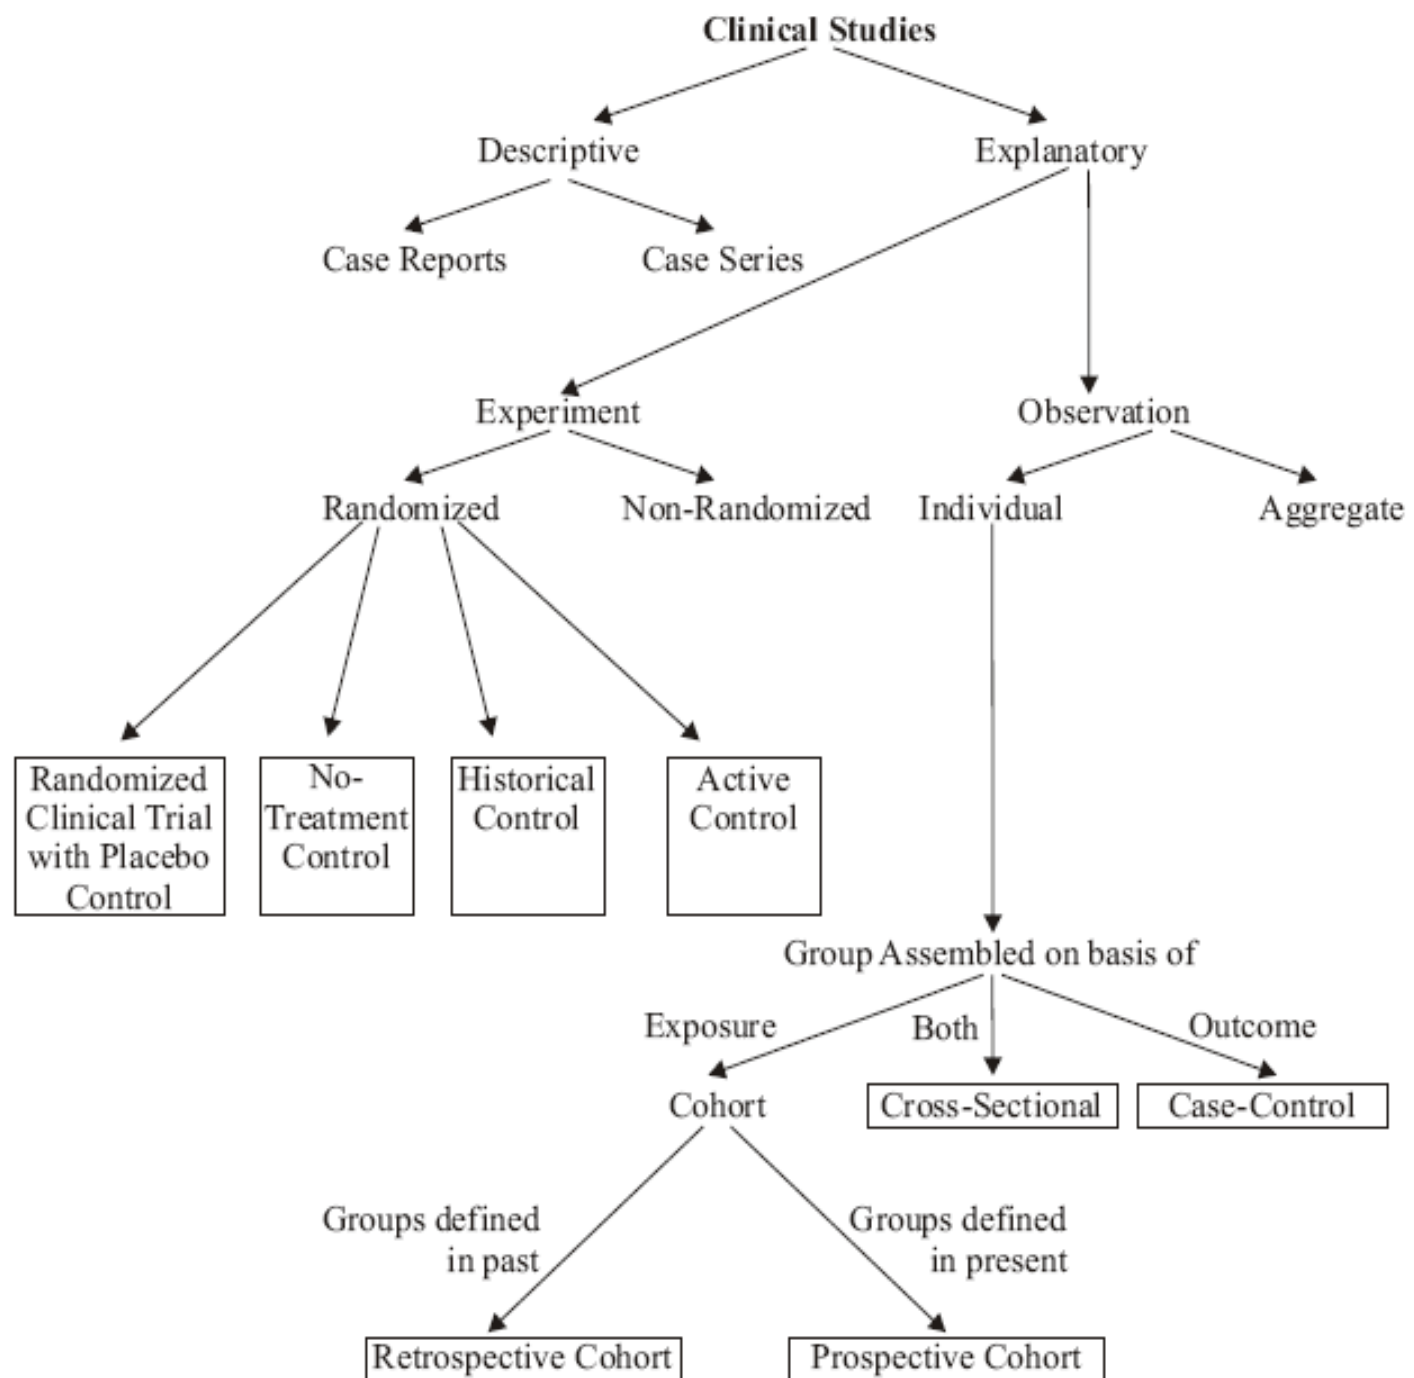 Clinical Studies
Descriptive
Explanatory
Case Reports
Case Series
Experiment
Observation
Randomized
Non-Randomized
Individual
Aggregate
Randomized
Clinical Trial
with Placebo
Control
No-
Treatment
Control
Historical
Control
Active
Control
Group Assembled on basis of
Exposure
Both
Outcome
Cohort
Cross-Sectional
Case-Control
Groups defined
in past
Groups defined
in present
Retrospective Cohort
Prospective Cohort